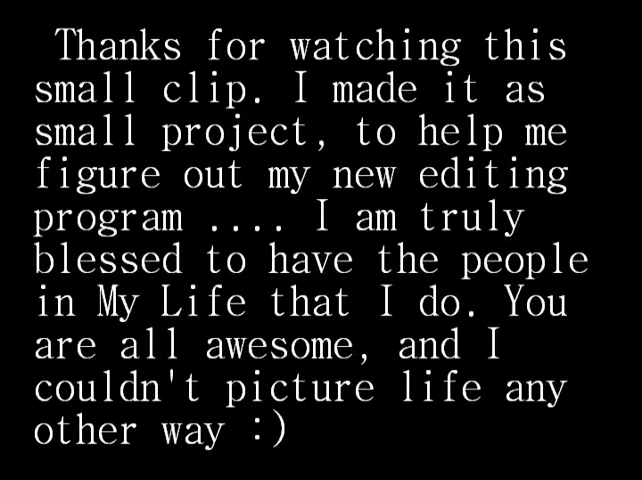 Thanks for watching this
small clip. I made it as
small project, to help me
figure out my new editing
program .... I am truly
blessed to have the people
in My Life that I do. You
are all awesome, and I
couldn't picture life any
other way :)